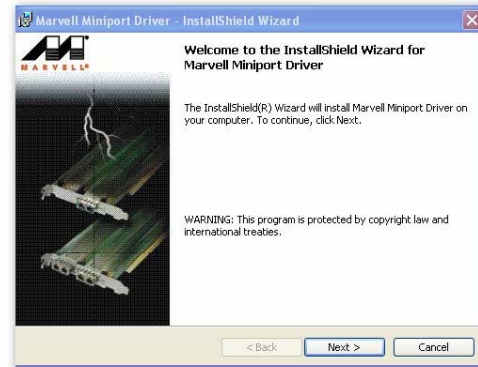 Marvell Miniport Driver - InstallShield Wizard
MARVELL®
Welcome to the InstallShield Wizard for
Marvell Miniport Driver
The InstallShield(R) Wizard will install Marvell Miniport Driver on
your computer. To continue, click Next.
WARNING: This program is protected by copyright law and
international treaties.
< Back
Next >
Cancel